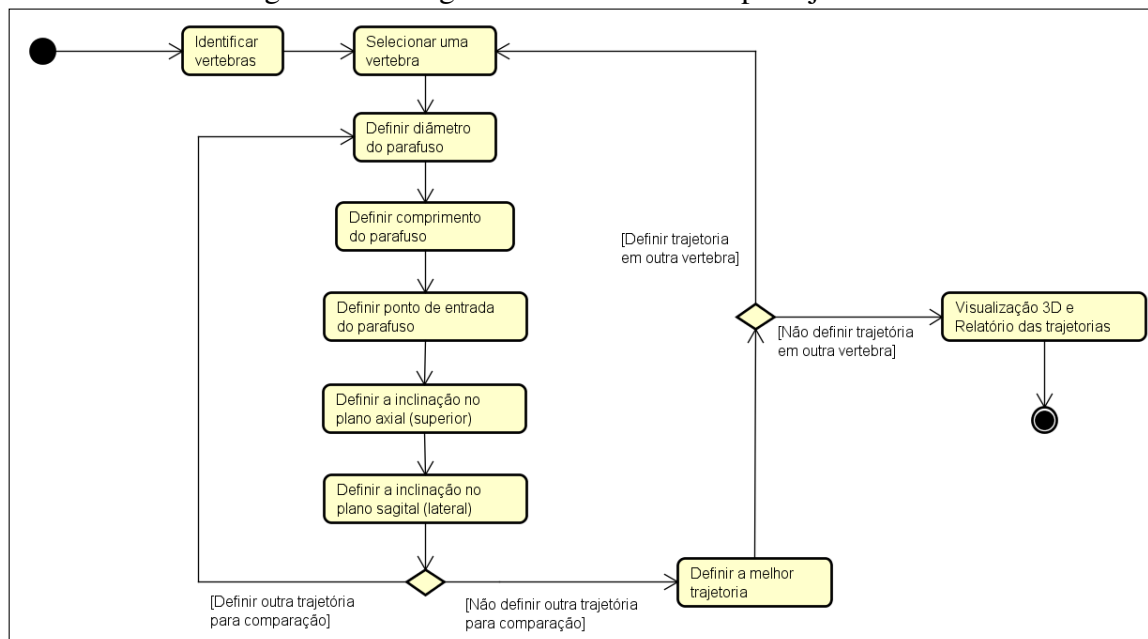 Identificar
vertebras
Selecionar uma
vertebra
Definir diâmetro
do parafuso
Definir comprimento
do parafuso
[Definir trajetoria
em outra vertebra]
Definir ponto de entrada
do parafuso
Visualização 3D e
Relatório das trajetorias
[Não definir trajetória
em outra vertebra]
Definir a inclinação no
plano axial (superior)
Definir a inclinação no
plano sagital (lateral)
Definir a melhor
trajetoria
[Definir outra trajetória
para comparação]
[Não definir outra trajetória
para comparação]